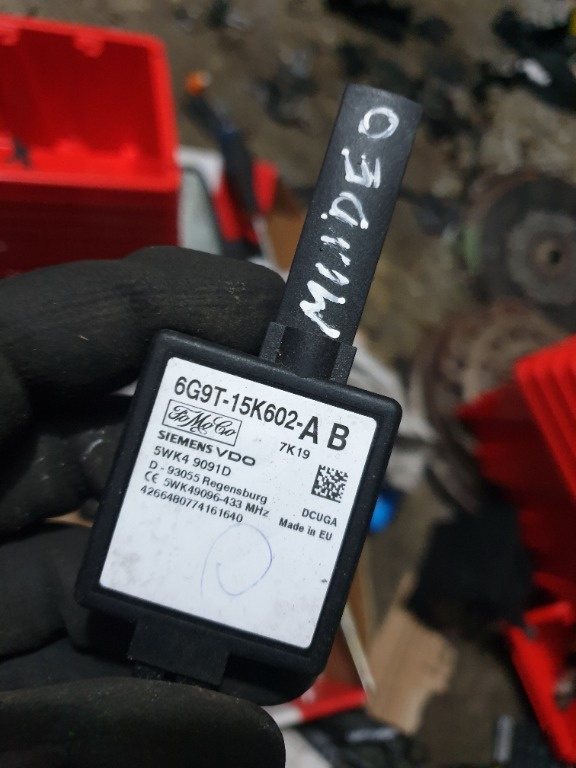 MONDEO
6G9T-15K602-AB
FoMoCo
7K19
SIEMENS VDO
5WK4 9091D
D - 93055 Regensburg
CE 5WK49096-433 MHz
4266480774161640
DCUGA
Made in EU